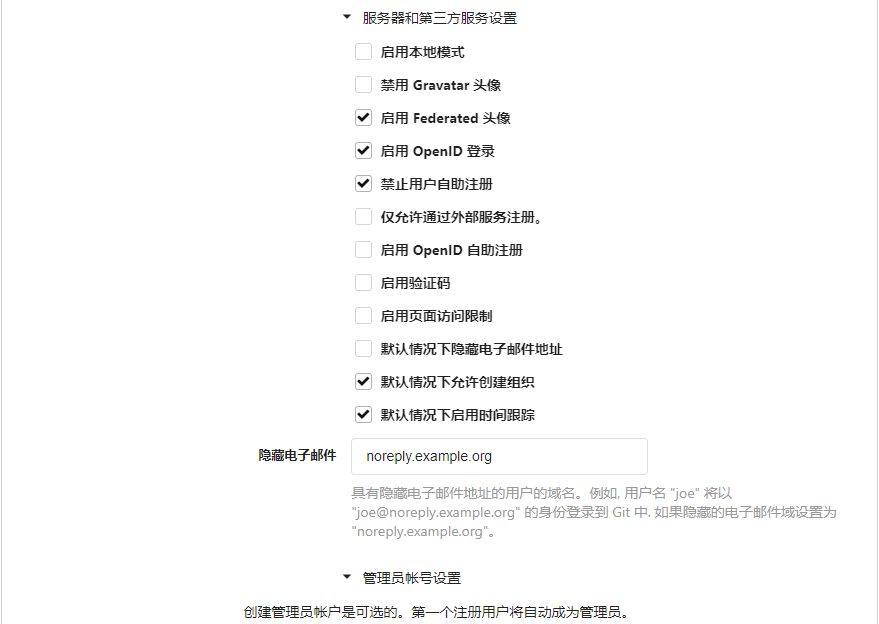 服务器和第三方服务设置
启用本地模式
禁用 Gravatar 头像
启用 Federated 头像
启用 OpenID 登录
禁止用户自助注册
仅允许通过外部服务注册。
启用 OpenID 自助注册
启用验证码
启用页面访问限制
默认情况下隐藏电子邮件地址
默认情况下允许创建组织
默认情况下启用时间跟踪
隐藏电子邮件 noreply.example.org
具有隐藏电子邮件地址的用户的域名。例如, 用户名 "joe" 将以
"joe@noreply.example.org" 的身份登录到 Git 中. 如果隐藏的电子邮件域设置为
"noreply.example.org"。
管理员帐号设置
创建管理员帐户是可选的。第一个注册用户将自动成为管理员。